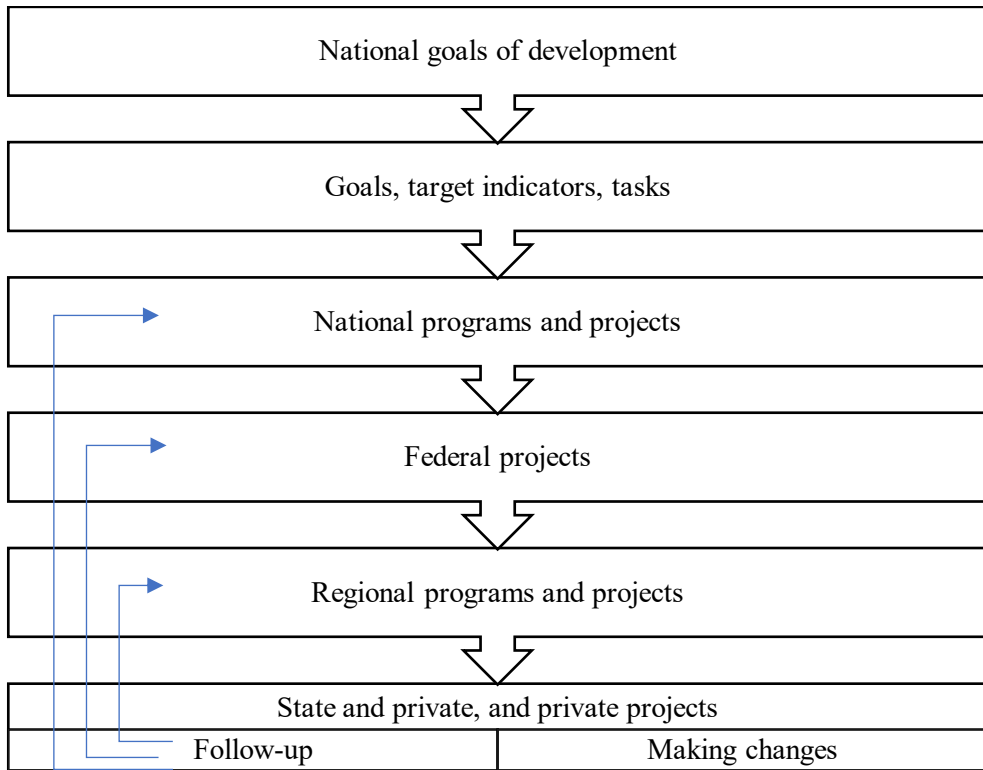 National goals of development
Goals, target indicators, tasks
National programs and projects
Federal projects
Regional programs and projects
State and private, and private projects
Follow-up
Making changes